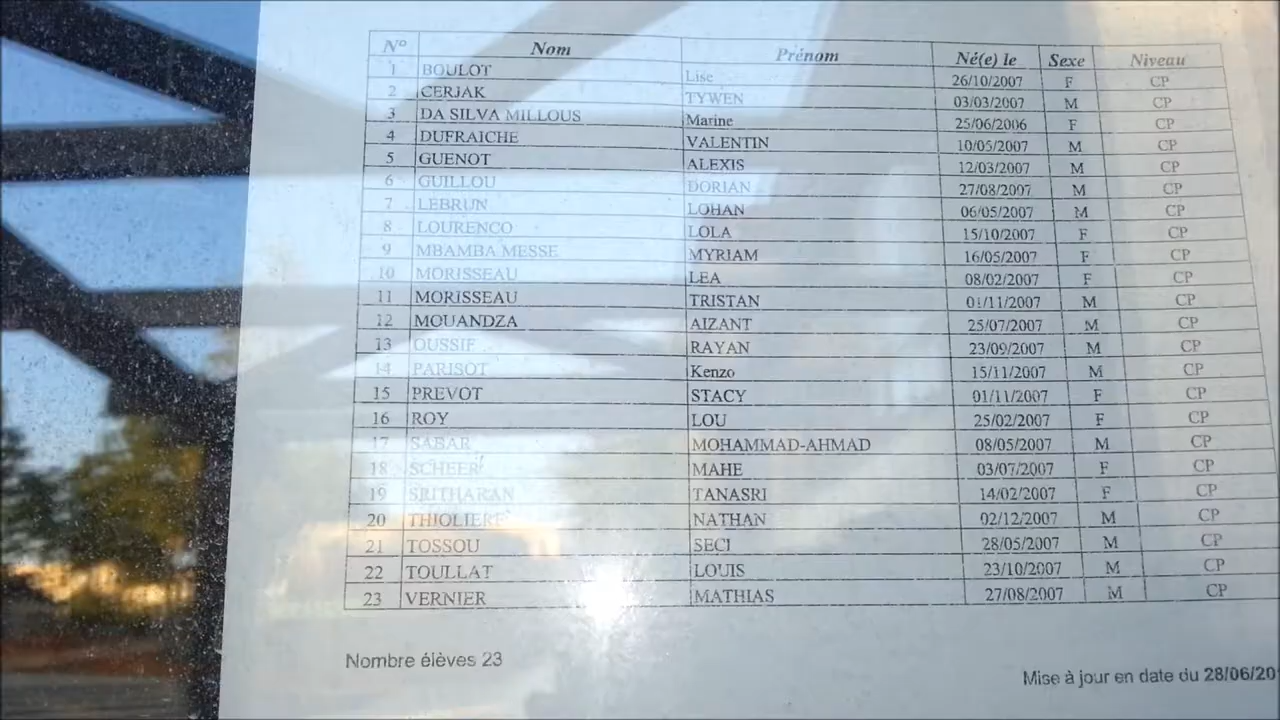 N° Nom Prénom Né(e) le Sexe Niveau
1 BOULOT Lise 26/10/2007 F CP
2 CERJAK TYWEN 03/03/2007 M CP
3 DA SILVA MILLOUS Marine 25/06/2006 F CP
4 DUFRAICHE VALENTIN 10/05/2007 M CP
5 GUENOT ALEXIS 12/03/2007 M CP
6 GUILLOU DORIAN 27/08/2007 M CP
7 LEBRUN LOHAN 06/05/2007 M CP
8 LOURENCO LOLA 15/10/2007 F CP
9 MBAMBA MESSE MYRIAM 16/05/2007 F CP
10 MORISSEAU LEA 08/02/2007 F CP
11 MORISSEAU TRISTAN 01/11/2007 M CP
12 MOUANDZA AIZANT 25/07/2007 M CP
13 OUSSIF RAYAN 23/09/2007 M CP
14 PARISOT Kenzo 15/11/2007 M CP
15 PREVOT STACY 01/11/2007 F CP
16 ROY LOU 25/02/2007 F CP
17 SABAR MOHAMMAD-AHMAD 08/05/2007 M CP
18 SCHEER MAHE 03/07/2007 F CP
19 SRITHARAN TANASRI 14/02/2007 F CP
20 THIOLIERE NATHAN 02/12/2007 M CP
21 TOSSOU SECI 28/05/2007 M CP
22 TOULLAT LOUIS 23/10/2007 M CP
23 VERNIER MATHIAS 27/08/2007 M CP
Nombre élèves 23
Mise à jour en date du 28/06/20